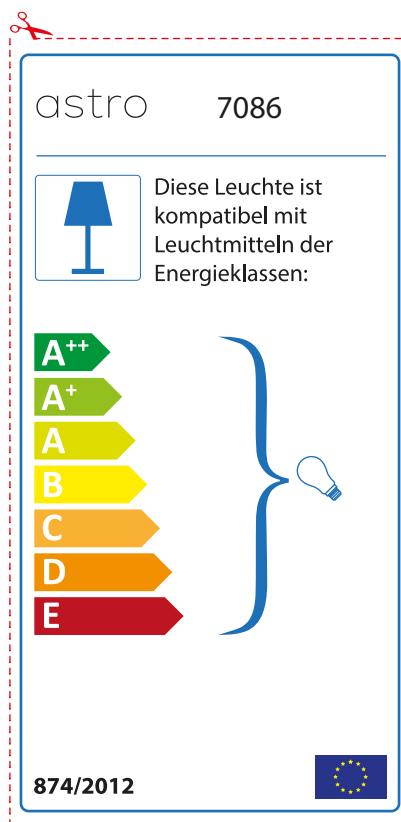 astro 7086
Diese Leuchte ist
kompatibel mit
Leuchtmitteln der
Energieklassen:
A++
A+
A
B
C
D
E
874/2012